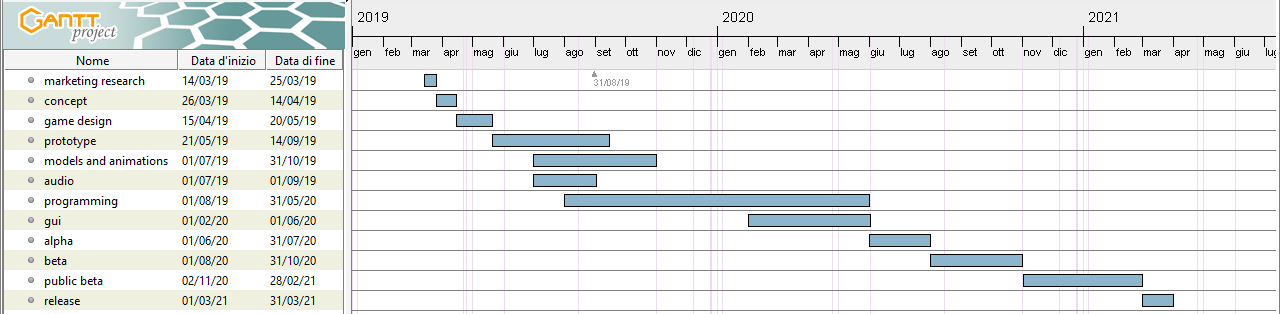 GANTT project
2019 2020 2021
gen feb mar apr mag giu lug ago set ott nov dic gen feb mar apr mag giu lug ago set ott nov dic gen feb mar apr mag giu lu
Nome Data d'inizio Data di fine
marketing research 14/03/19 25/03/19
31/08/19
concept 26/03/19 14/04/19
game design 15/04/19 20/05/19
prototype 21/05/19 14/09/19
models and animations 01/07/19 31/10/19
audio 01/07/19 01/09/19
programming 01/08/19 31/05/20
gui 01/02/20 01/06/20
alpha 01/06/20 31/07/20
beta 01/08/20 31/10/20
public beta 02/11/20 28/02/21
release 01/03/21 31/03/21